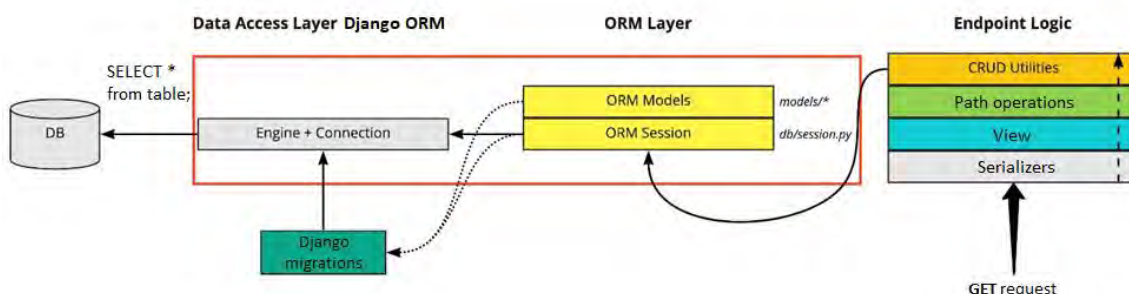 Data Access Layer Django ORM
ORM Layer
Endpoint Logic
SELECT *
from table;
DB
Engine + Connection
ORM Models
models/*
ORM Session
db/session.py
CRUD Utilities
Path operations
View
Serializers
Django
migrations
GET request